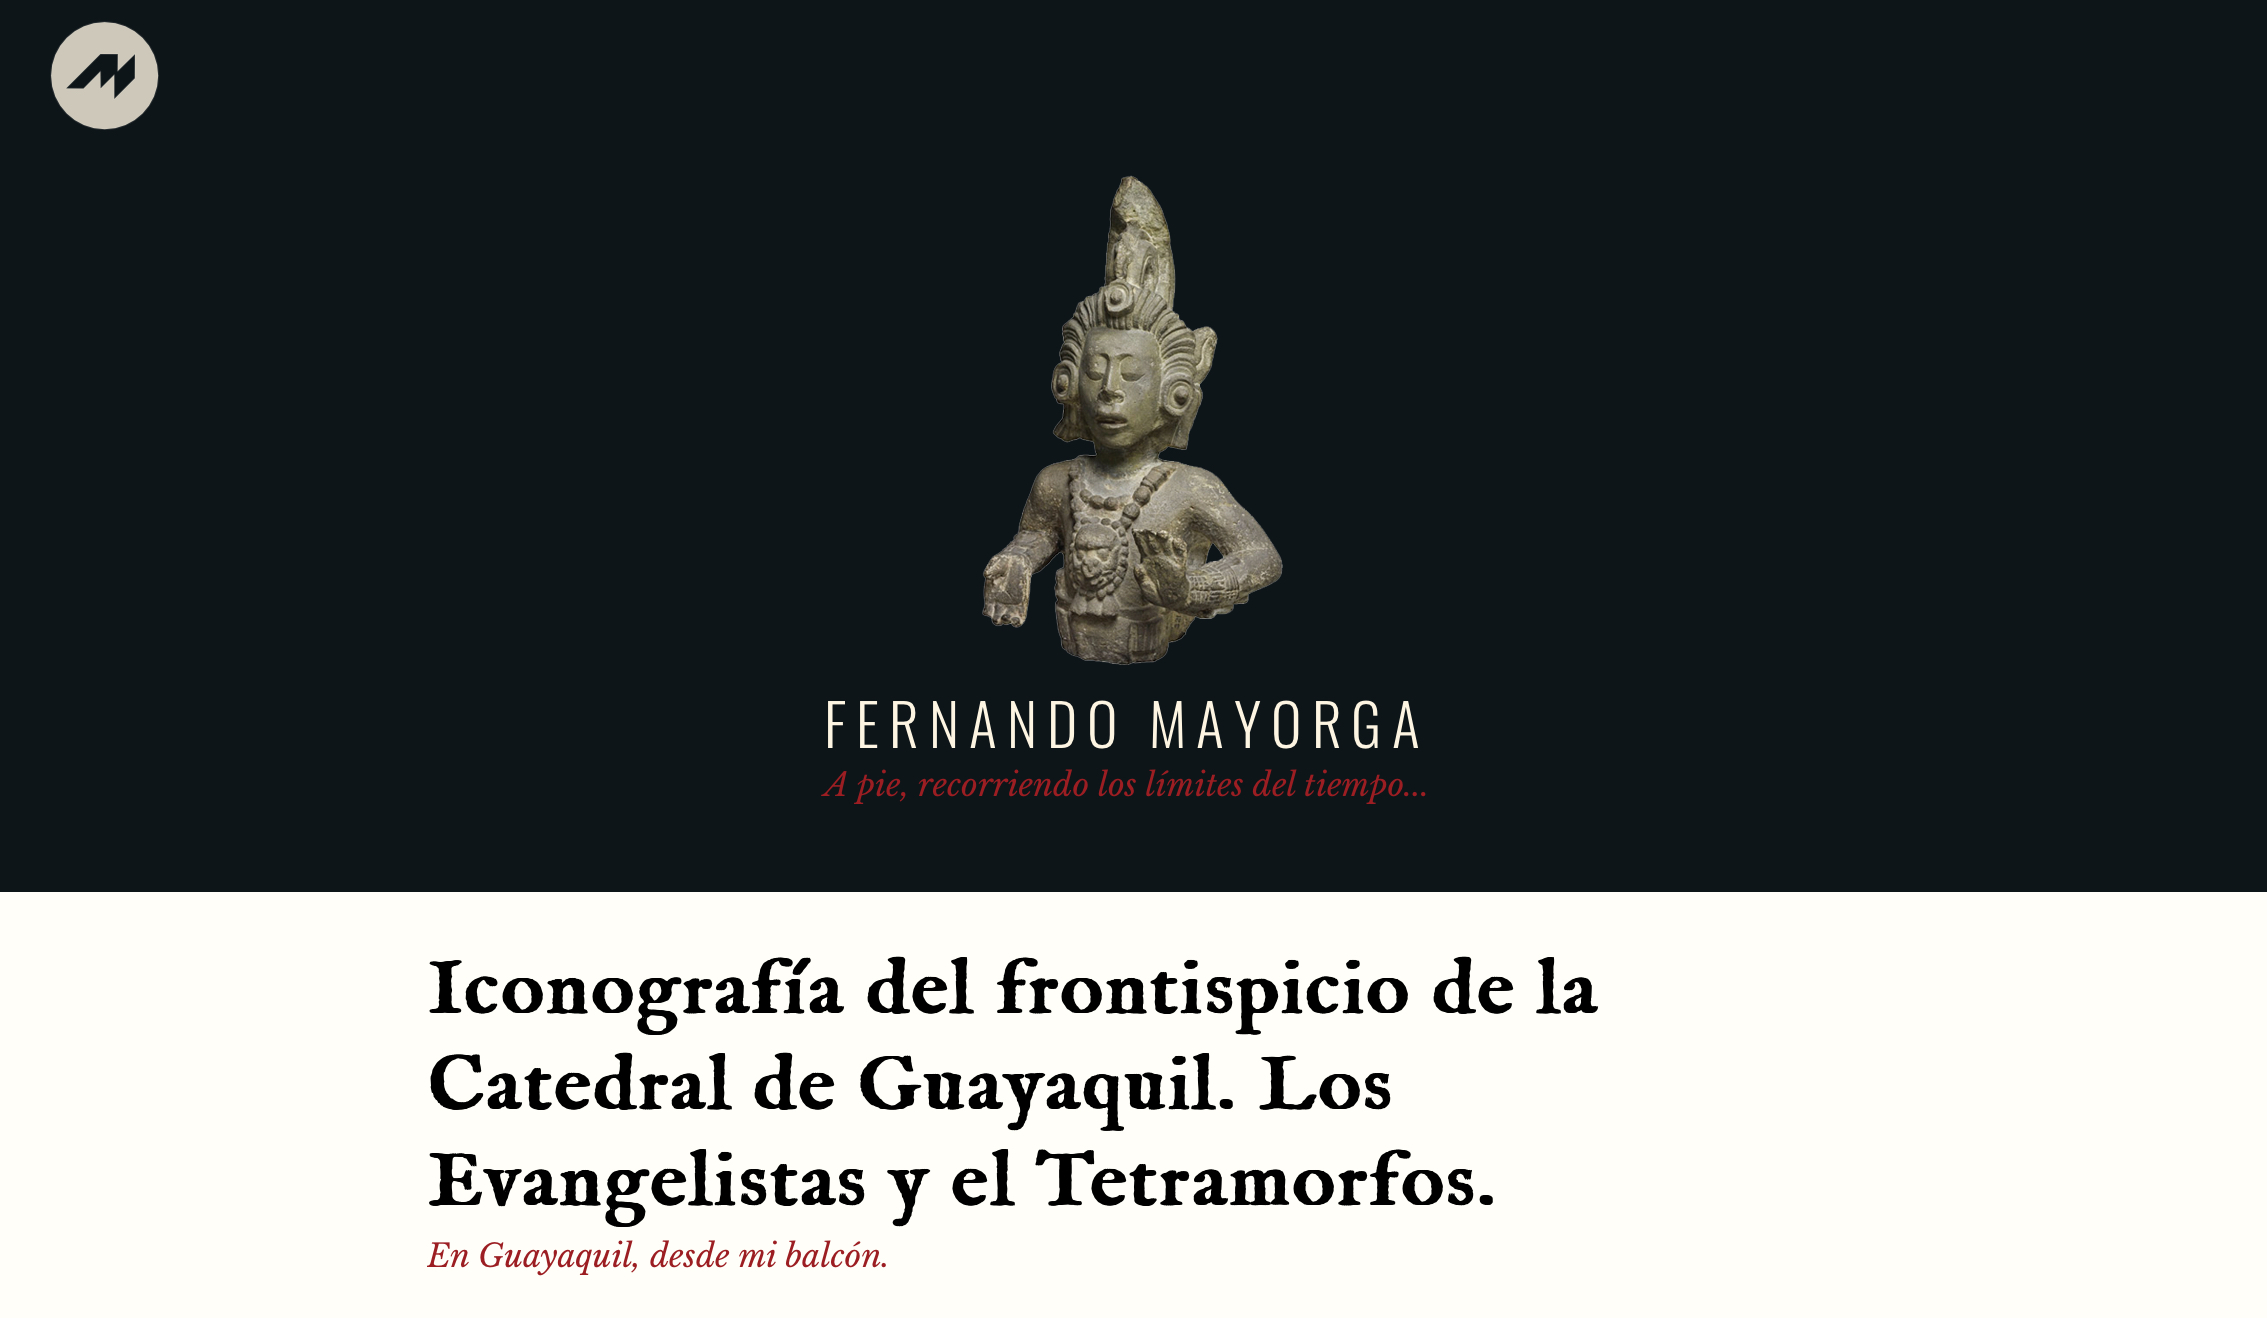 FERNANDO MAYORGA
A pie, recorriendo los límites del tiempo...
Iconografía del frontispicio de la
Catedral de Guayaquil. Los
Evangelistas y el Tetramorfos.
En Guayaquil, desde mi balcón.